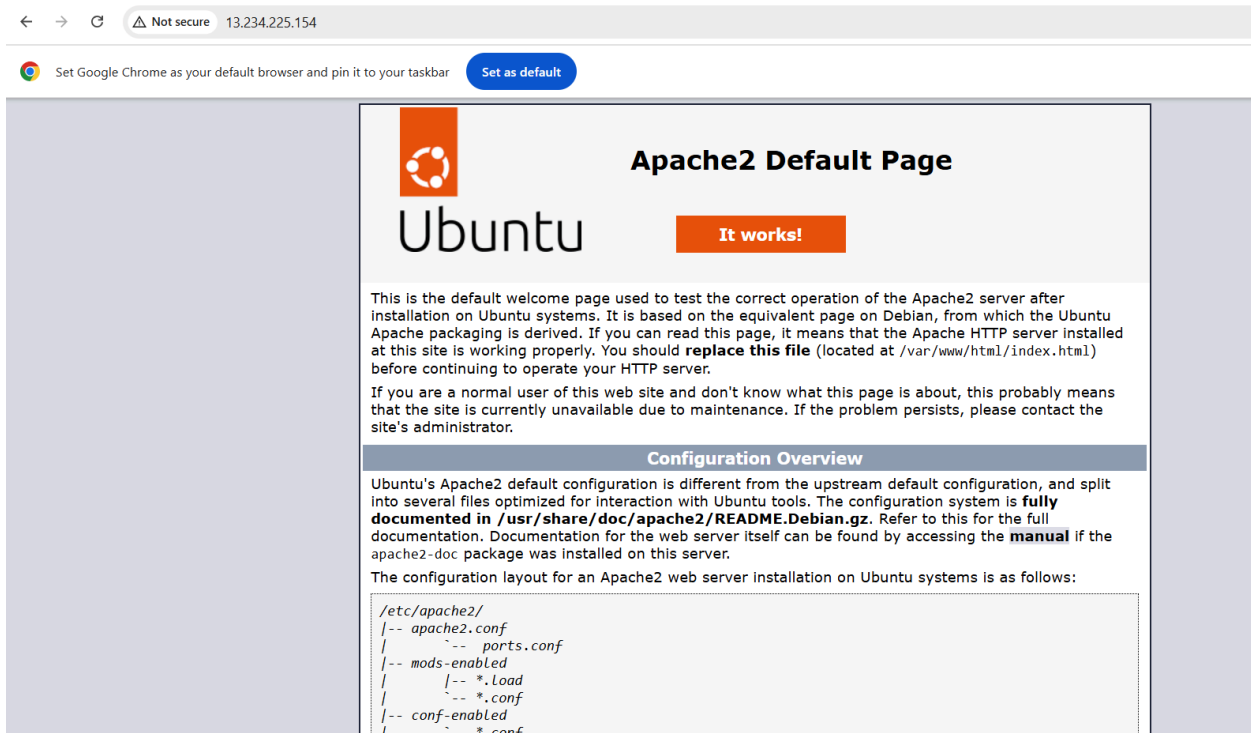 Not secure 13.234.225.154
Set Google Chrome as your default browser and pin it to your taskbar Set as default
Ubuntu
Apache2 Default Page
It works!
This is the default welcome page used to test the correct operation of the Apache2 server after
installation on Ubuntu systems. It is based on the equivalent page on Debian, from which the Ubuntu
Apache packaging is derived. If you can read this page, it means that the Apache HTTP server installed
at this site is working properly. You should replace this file (located at /var/www/html/index.html)
before continuing to operate your HTTP server.
If you are a normal user of this web site and don't know what this page is about, this probably means
that the site is currently unavailable due to maintenance. If the problem persists, please contact the
site's administrator.
Configuration Overview
Ubuntu's Apache2 default configuration is different from the upstream default configuration, and split
into several files optimized for interaction with Ubuntu tools. The configuration system is fully
documented in /usr/share/doc/apache2/README.Debian.gz. Refer to this for the full
documentation. Documentation for the web server itself can be found by accessing the manual if the
apache2-doc package was installed on this server.
The configuration layout for an Apache2 web server installation on Ubuntu systems is as follows:
/etc/apache2/
|-- apache2.conf
|       `--  ports.conf
|-- mods-enabled
|       |-- *.load
|       `-- *.conf
|-- conf-enabled
|       `-- *.conf